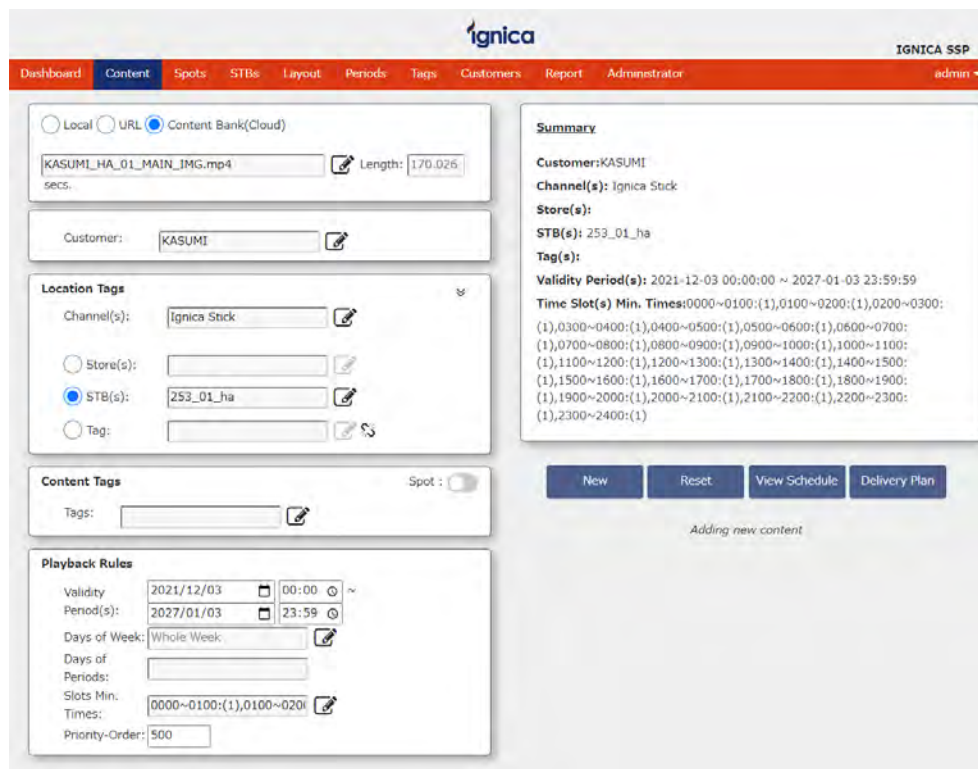 ignica
IGNICA SSP
Dashboard Content Spots STBs Layout Periods Tags Customers Report Administrator admin
Local URL Content Bank(Cloud)
KASUMI_HA_01_MAIN_IMG.mp4 Length: 170.026
secs.
Customer: KASUMI
Location Tags
Channel(s): Ignica Stick
Store(s):
STB(s): 253_01_ha
Tag:
Content Tags Spot :
Tags:
Playback Rules
Validity Period(s): 2021/12/03 00:00 ~
2027/01/03 23:59
Days of Week: Whole Week
Days of
Periods:
Slots Min.
Times: 0000~0100:(1),0100~020
Priority-Order: 500
Summary
Customer:KASUMI
Channel(s): Ignica Stick
Store(s):
STB(s): 253_01_ha
Tag(s):
Validity Period(s): 2021-12-03 00:00:00 ~ 2027-01-03 23:59:59
Time Slot(s) Min. Times:0000~0100:(1),0100~0200:(1),0200~0300:
(1),0300~0400:(1),0400~0500:(1),0500~0600:(1),0600~0700:
(1),0700~0800:(1),0800~0900:(1),0900~1000:(1),1000~1100:
(1),1100~1200:(1),1200~1300:(1),1300~1400:(1),1400~1500:
(1),1500~1600:(1),1600~1700:(1),1700~1800:(1),1800~1900:
(1),1900~2000:(1),2000~2100:(1),2100~2200:(1),2200~2300:
(1),2300~2400:(1)
New Reset View Schedule Delivery Plan
Adding new content